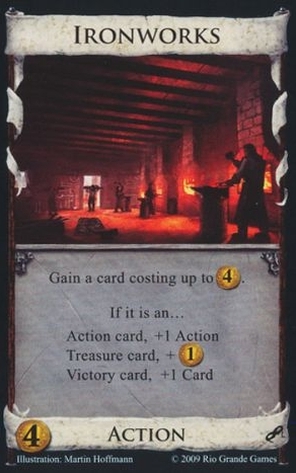 IRONWORKS
Gain a card costing up to 4.
If it is an...
Action card, +1 Action
Treasure card, + 1
Victory card, +1 Card
4 ACTION
Illustration: Martin Hoffmann © 2009 Rio Grande Games